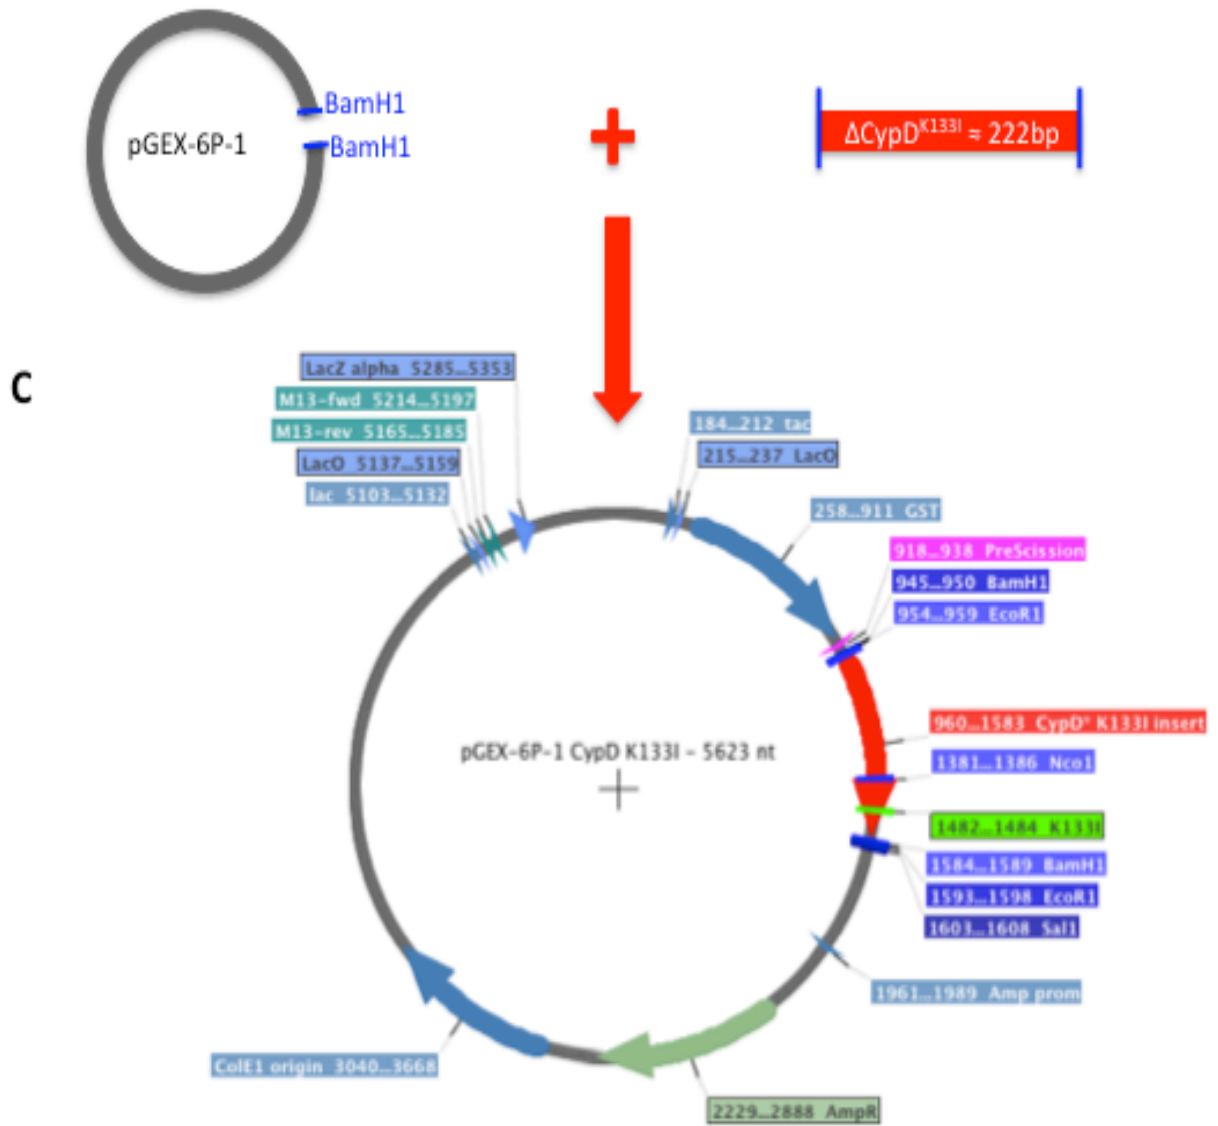 BamH1
BamH1
pGEX-6P-1
+
ΔCypD^K133I ≈ 222bp
C
LacZ alpha 5285...5353
M13-fwd 5214...5197
M13-rev 5165...5185
LacO 5137...5159
lac 5103...5132
184...212 tac
215...237 LacO
258...911 GST
918...938 PreScission
945...950 BamH1
954...959 EcoR1
960...1583 CypD* K133I insert
1381...1386 Nco1
1482...1484 K133I
1584...1589 BamH1
1593...1598 EcoR1
1603...1608 Sal1
pGEX-6P-1 CypD K133I - 5623 nt
1961...1989 Amp prom
ColE1 origin 3040...3668
2229...2888 AmpR